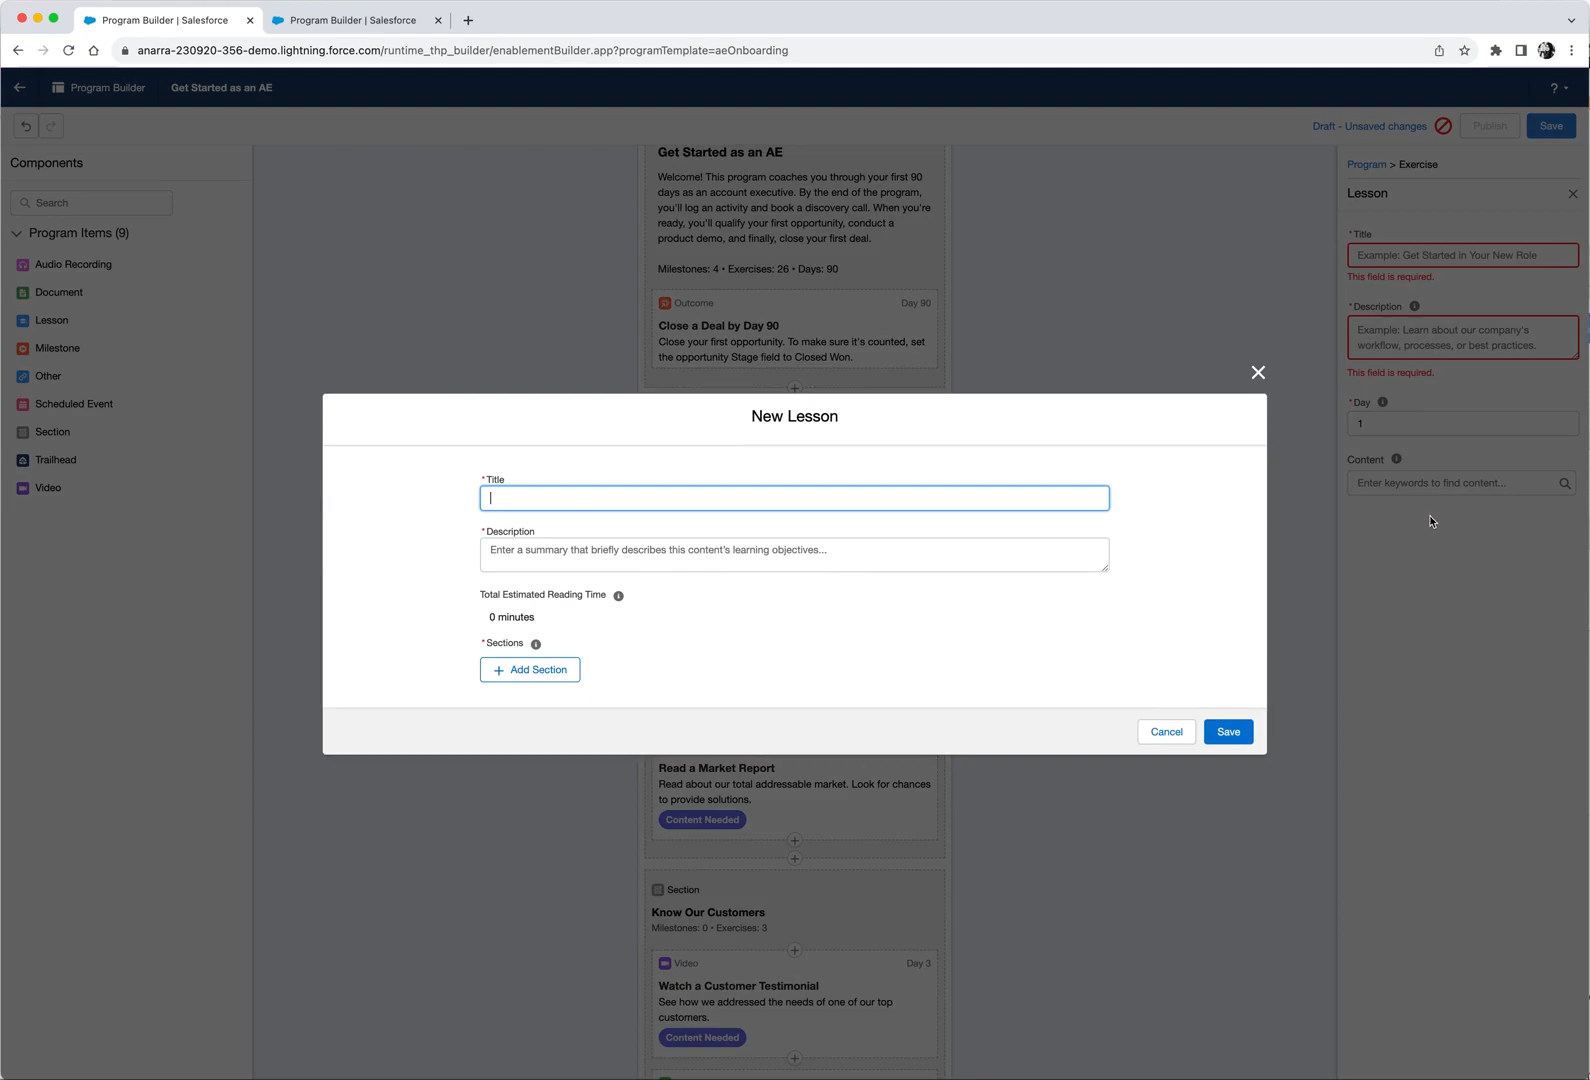 Program Builder | Salesforce
Program Builder | Salesforce
anarra-230920-356-demo.lightning.force.com/runtime_thp_builder/enablementBuilder.app?programTemplate=aeOnboarding
Program Builder
Get Started as an AE
?
Draft - Unsaved changes
Publish
Save
Components
Search
Program Items (9)
Audio Recording
Document
Lesson
Milestone
Other
Scheduled Event
Section
Trailhead
Video
Get Started as an AE
Welcome! This program coaches you through your first 90
days as an account executive. By the end of the program,
you'll log an activity and book a discovery call. When you're
ready, you'll qualify your first opportunity, conduct a
product demo, and finally, close your first deal.
Milestones: 4 • Exercises: 26 • Days: 90
Outcome
Day 90
Close a Deal by Day 90
Close your first opportunity. To make sure it's counted, set
the opportunity Stage field to Closed Won.
New Lesson
*Title
*Description
Enter a summary that briefly describes this content's learning objectives...
Total Estimated Reading Time
0 minutes
*Sections
+ Add Section
Cancel
Save
Read a Market Report
Read about our total addressable market. Look for chances
to provide solutions.
Content Needed
Section
Know Our Customers
Milestones: 0 • Exercises: 3
Video
Day 3
Watch a Customer Testimonial
See how we addressed the needs of one of our top
customers.
Content Needed
Program > Exercise
Lesson
*Title
Example: Get Started in Your New Role
This field is required.
*Description
Example: Learn about our company's
workflow, processes, or best practices.
This field is required.
*Day
1
Content
Enter keywords to find content...